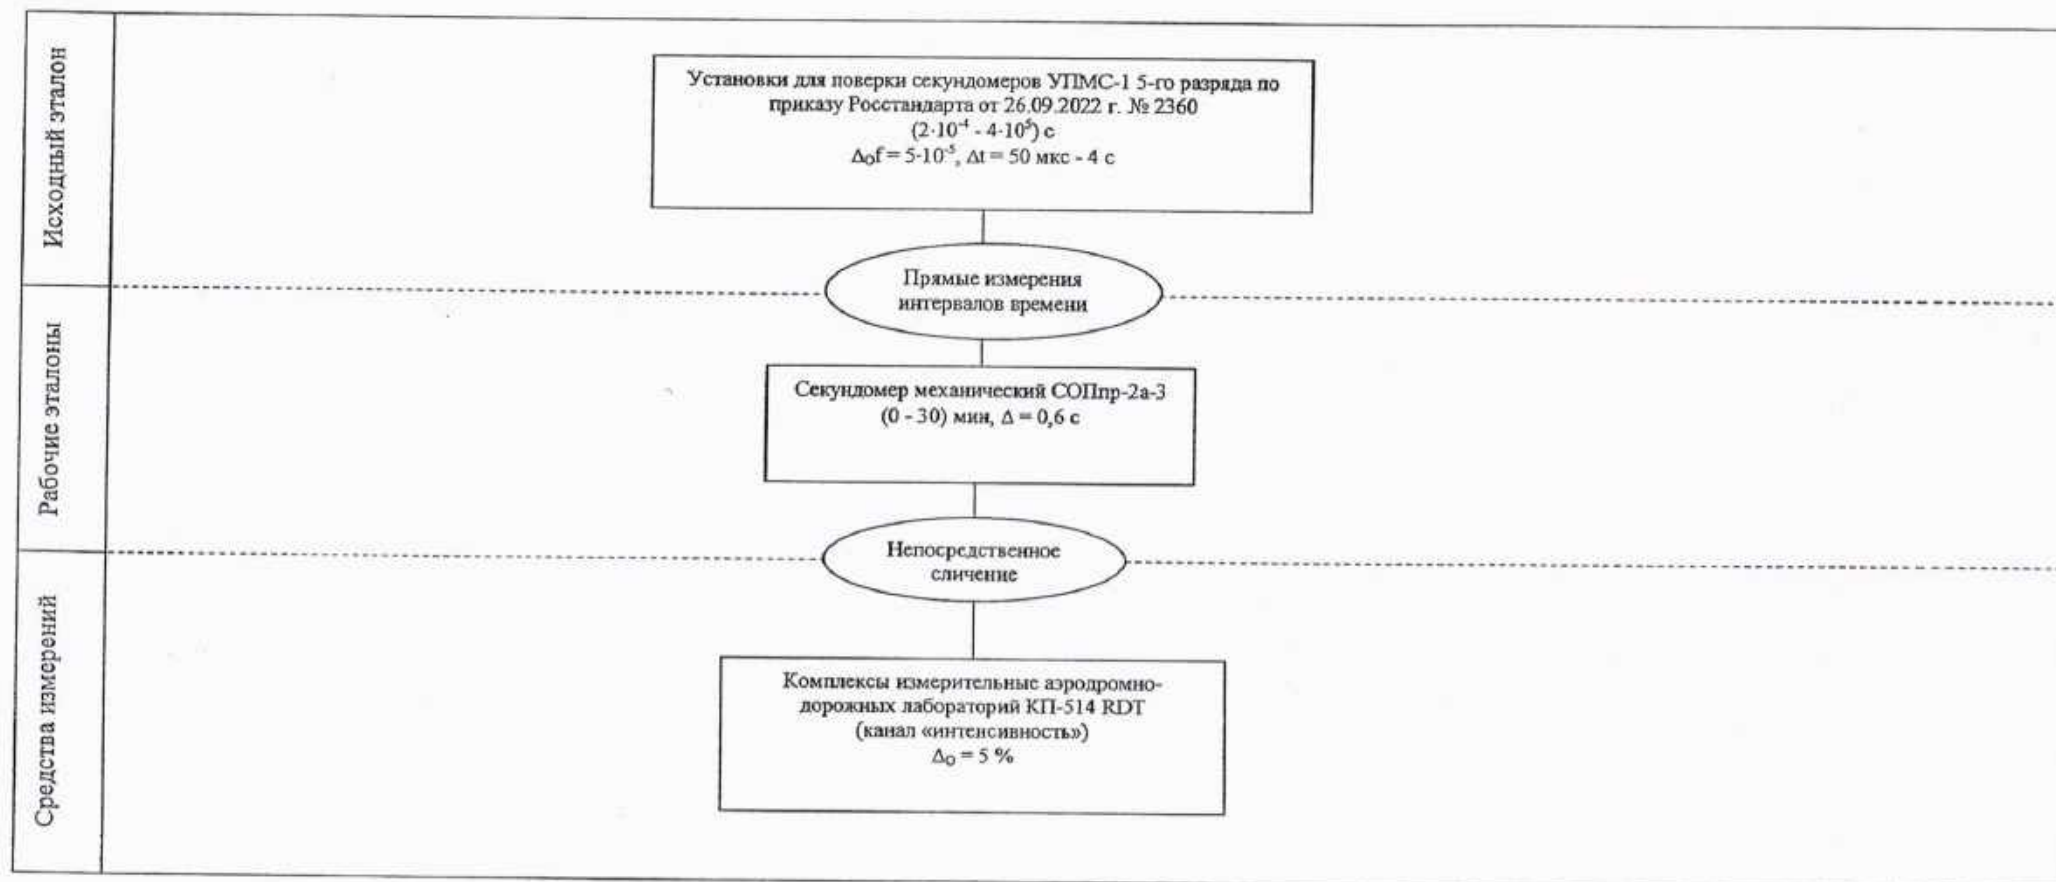 Исходный эталон
Установки для поверки секундомеров УПМС-1 5-го разряда по
приказу Росстандарта от 26.09.2022 г. № 2360
(2·10⁻⁴ - 4·10⁵) с
Δ₀f = 5·10⁻⁵, Δt = 50 мкс - 4 с
Прямые измерения
интервалов времени
Рабочие эталоны
Секундомер механический СОПпр-2а-3
(0 - 30) мин, Δ = 0,6 с
Непосредственное
сличение
Средства измерений
Комплексы измерительные аэродромно-
дорожных лабораторий КП-514 RDT
(канал «интенсивность»)
Δ₀ = 5 %